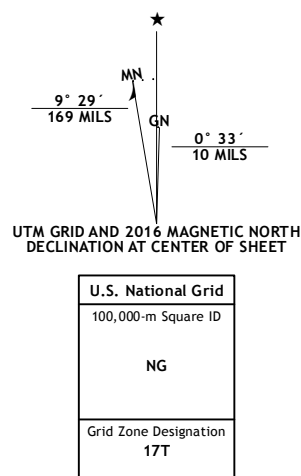 ★
MN
9° 29´
169 MILS
GN
0° 33´
10 MILS
UTM GRID AND 2016 MAGNETIC NORTH
DECLINATION AT CENTER OF SHEET
U.S. National Grid
100,000-m Square ID
NG
Grid Zone Designation
17T